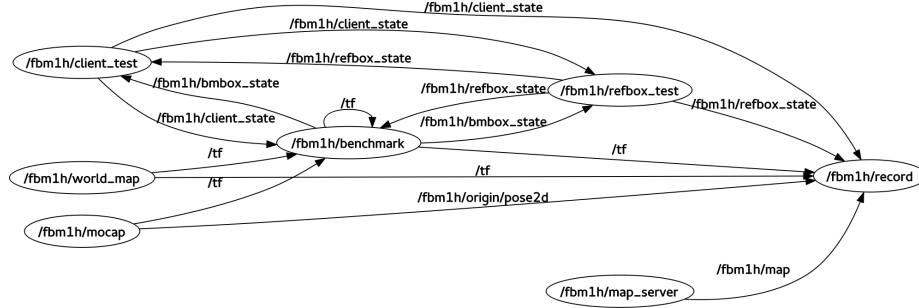 /fbm1h/client_state
/fbm1h/client_state
/fbm1h/client_test
/fbm1h/refbox_state
/fbm1h/bmbox_state
/fbm1h/refbox_state
/fbm1h/refbox_test
/tf
/fbm1h/refbox_state
/fbm1h/client_state
/fbm1h/bmbox_state
/fbm1h/benchmark
/tf
/tf
/fbm1h/world_map
/tf
/tf
/fbm1h/record
/fbm1h/origin/pose2d
/fbm1h/mocap
/fbm1h/map
/fbm1h/map_server